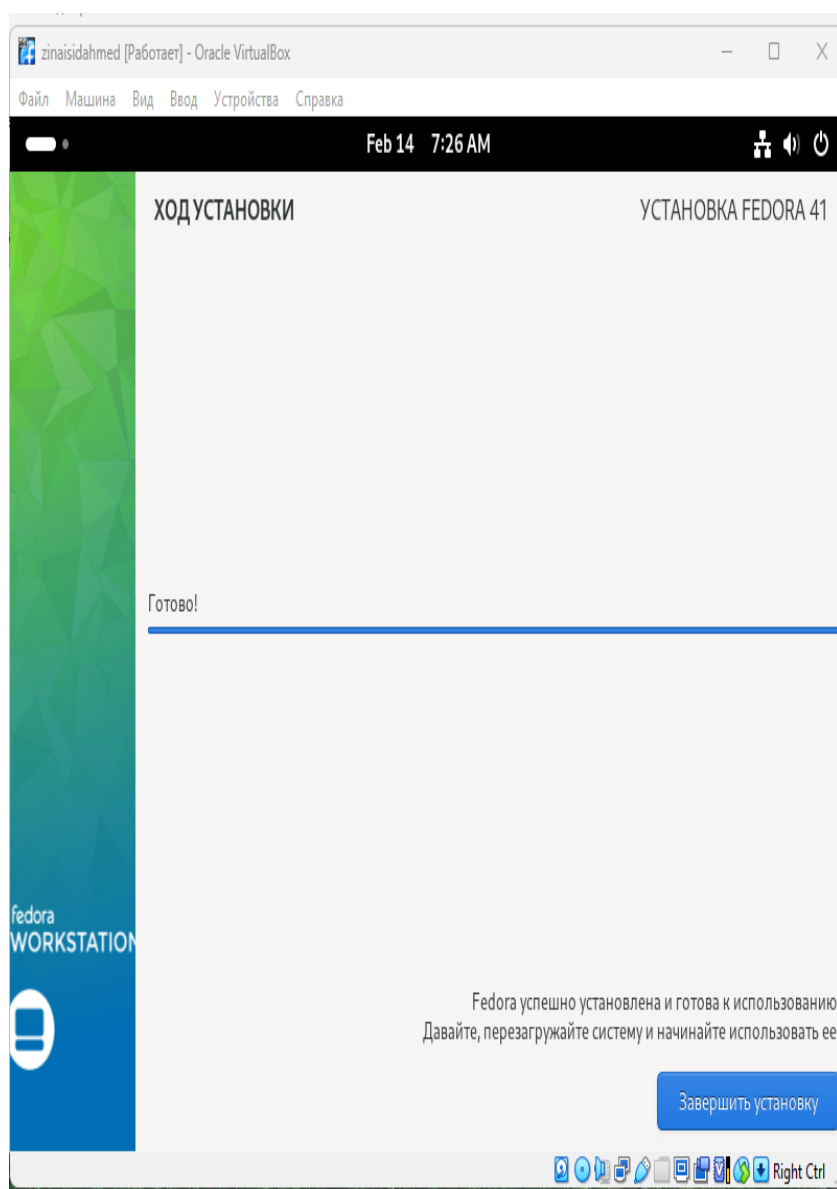 zinaisidahmed [Работает] - Oracle VirtualBox
Файл Машина Вид Ввод Устройства Справка
Feb 14 7:26 AM
ХОД УСТАНОВКИ
УСТАНОВКА FEDORA 41
Готово!
fedora
WORKSTATION
Fedora успешно установлена и готова к использованию
Давайте, перезагружайте систему и начинайте использовать ее
Завершить установку
Right Ctrl